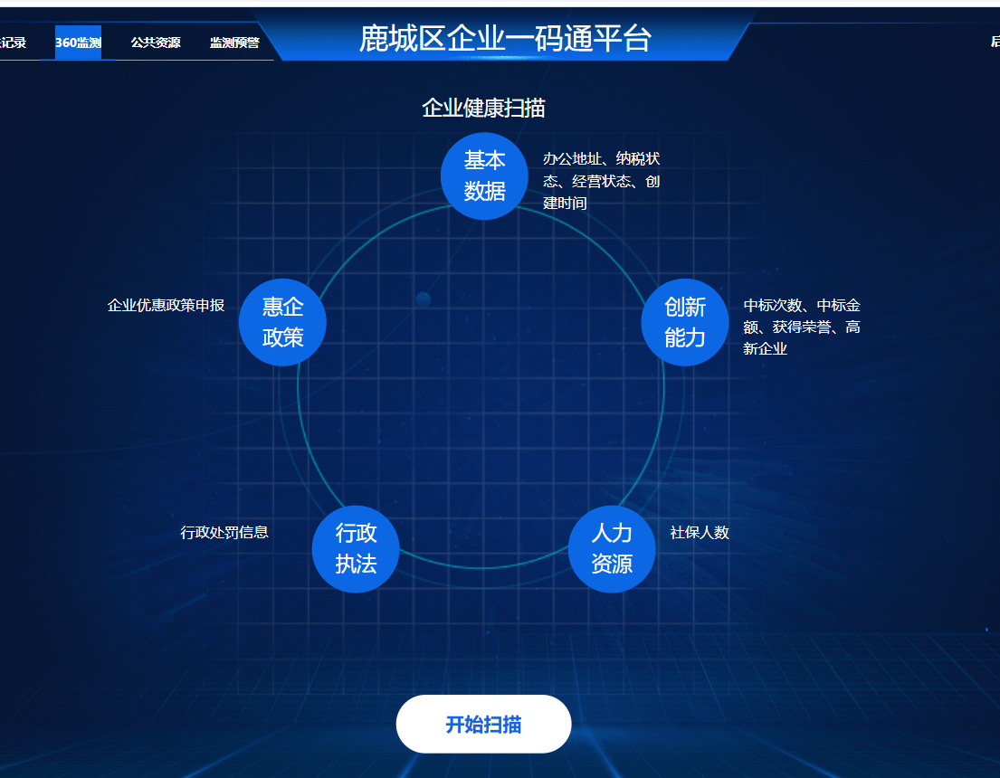 记录
360监测
公共资源
监测预警
鹿城区企业一码通平台
企业健康扫描
基本
数据
办公地址、纳税状
态、经营状态、创
建时间
企业优惠政策申报
惠企
政策
创新
能力
中标次数、中标金
额、获得荣誉、高
新企业
行政处罚信息
行政
执法
人力
资源
社保人数
开始扫描